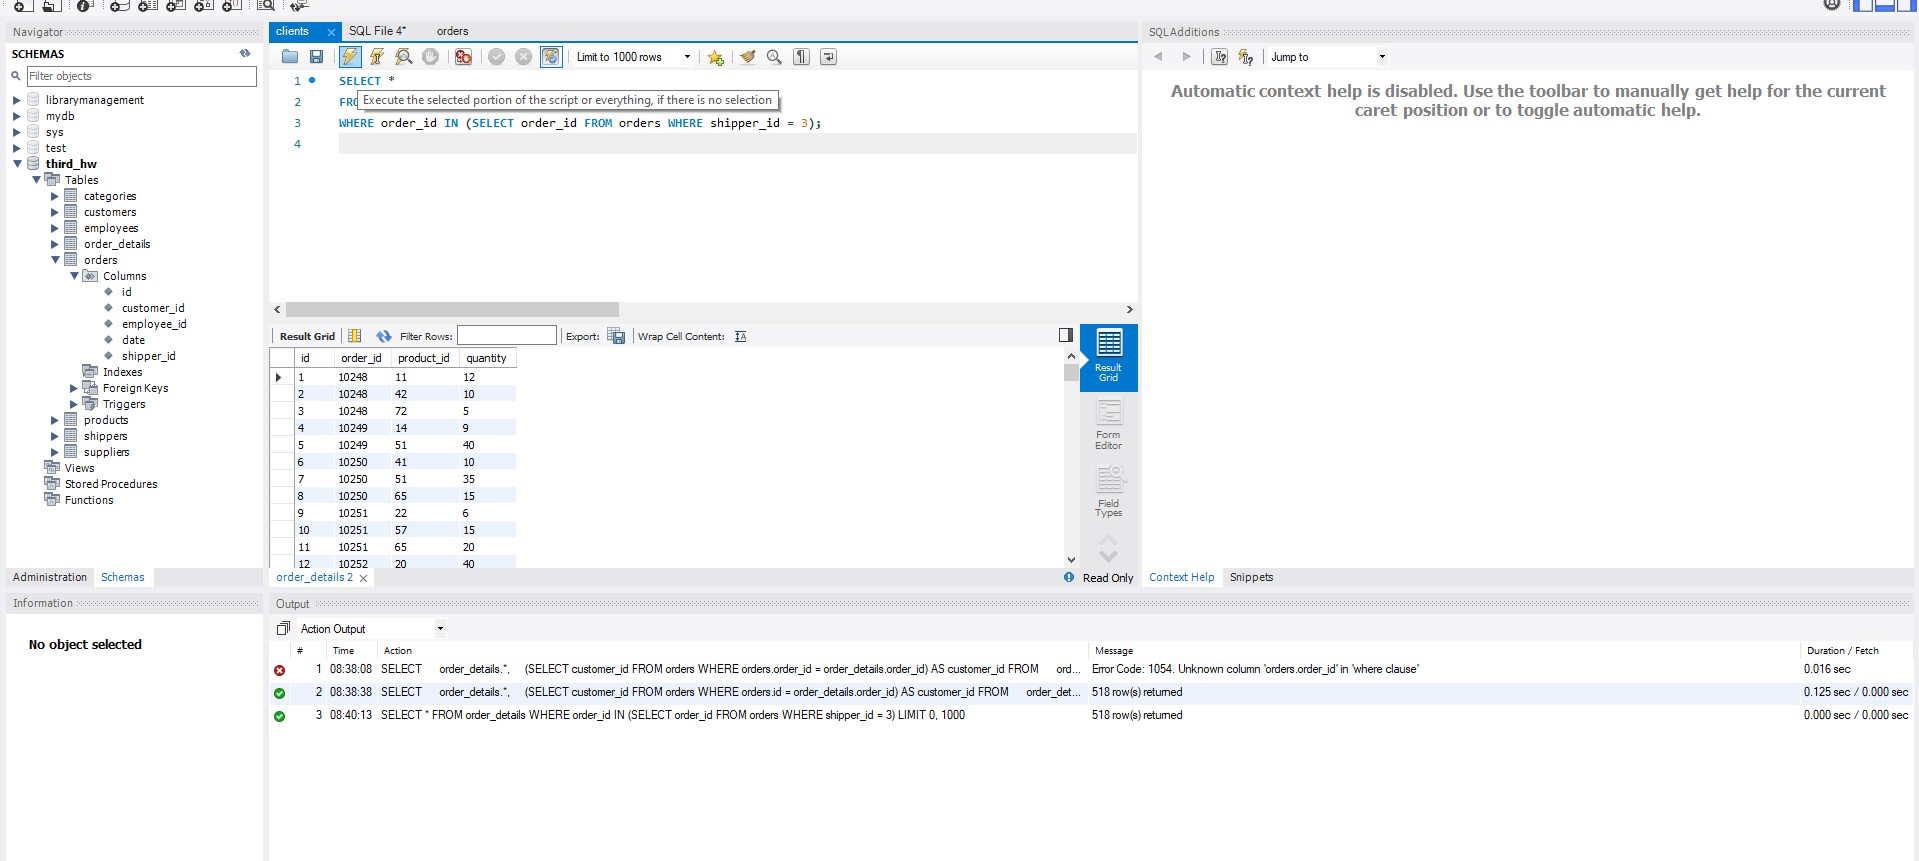 Navigator
SCHEMAS
Filter objects
librarymanagement
mydb
sys
test
third_hw
Tables
categories
customers
employees
order_details
orders
Columns
id
customer_id
employee_id
date
shipper_id
Indexes
Foreign Keys
Triggers
products
shippers
suppliers
Views
Stored Procedures
Functions
Administration Schemas
Information
No object selected
clients SQL File 4* orders
Limit to 1000 rows
1 SELECT *
2 FR
Execute the selected portion of the script or everything, if there is no selection
3 WHERE order_id IN (SELECT order_id FROM orders WHERE shipper_id = 3);
4
Result Grid Filter Rows: Export: Wrap Cell Content:
id order_id product_id quantity
1 10248 11 12
2 10248 42 10
3 10248 72 5
4 10249 14 9
5 10249 51 40
6 10250 41 10
7 10250 51 35
8 10250 65 15
9 10251 22 6
10 10251 57 15
11 10251 65 20
12 10252 20 40
Result
Grid
Form
Editor
Field
Types
order_details 2 Read Only
SQLAdditions
Jump to
Automatic context help is disabled. Use the toolbar to manually get help for the current
caret position or to toggle automatic help.
Context Help Snippets
Output
Action Output
# Time Action Message Duration / Fetch
1 08:38:08 SELECT order_details.*, (SELECT customer_id FROM orders WHERE orders.order_id = order_details.order_id) AS customer_id FROM ord... Error Code: 1054. Unknown column 'orders.order_id' in 'where clause' 0.016 sec
2 08:38:38 SELECT order_details.*, (SELECT customer_id FROM orders WHERE orders.id = order_details.order_id) AS customer_id FROM order_det... 518 row(s) returned 0.125 sec / 0.000 sec
3 08:40:13 SELECT * FROM order_details WHERE order_id IN (SELECT order_id FROM orders WHERE shipper_id = 3) LIMIT 0, 1000 518 row(s) returned 0.000 sec / 0.000 sec